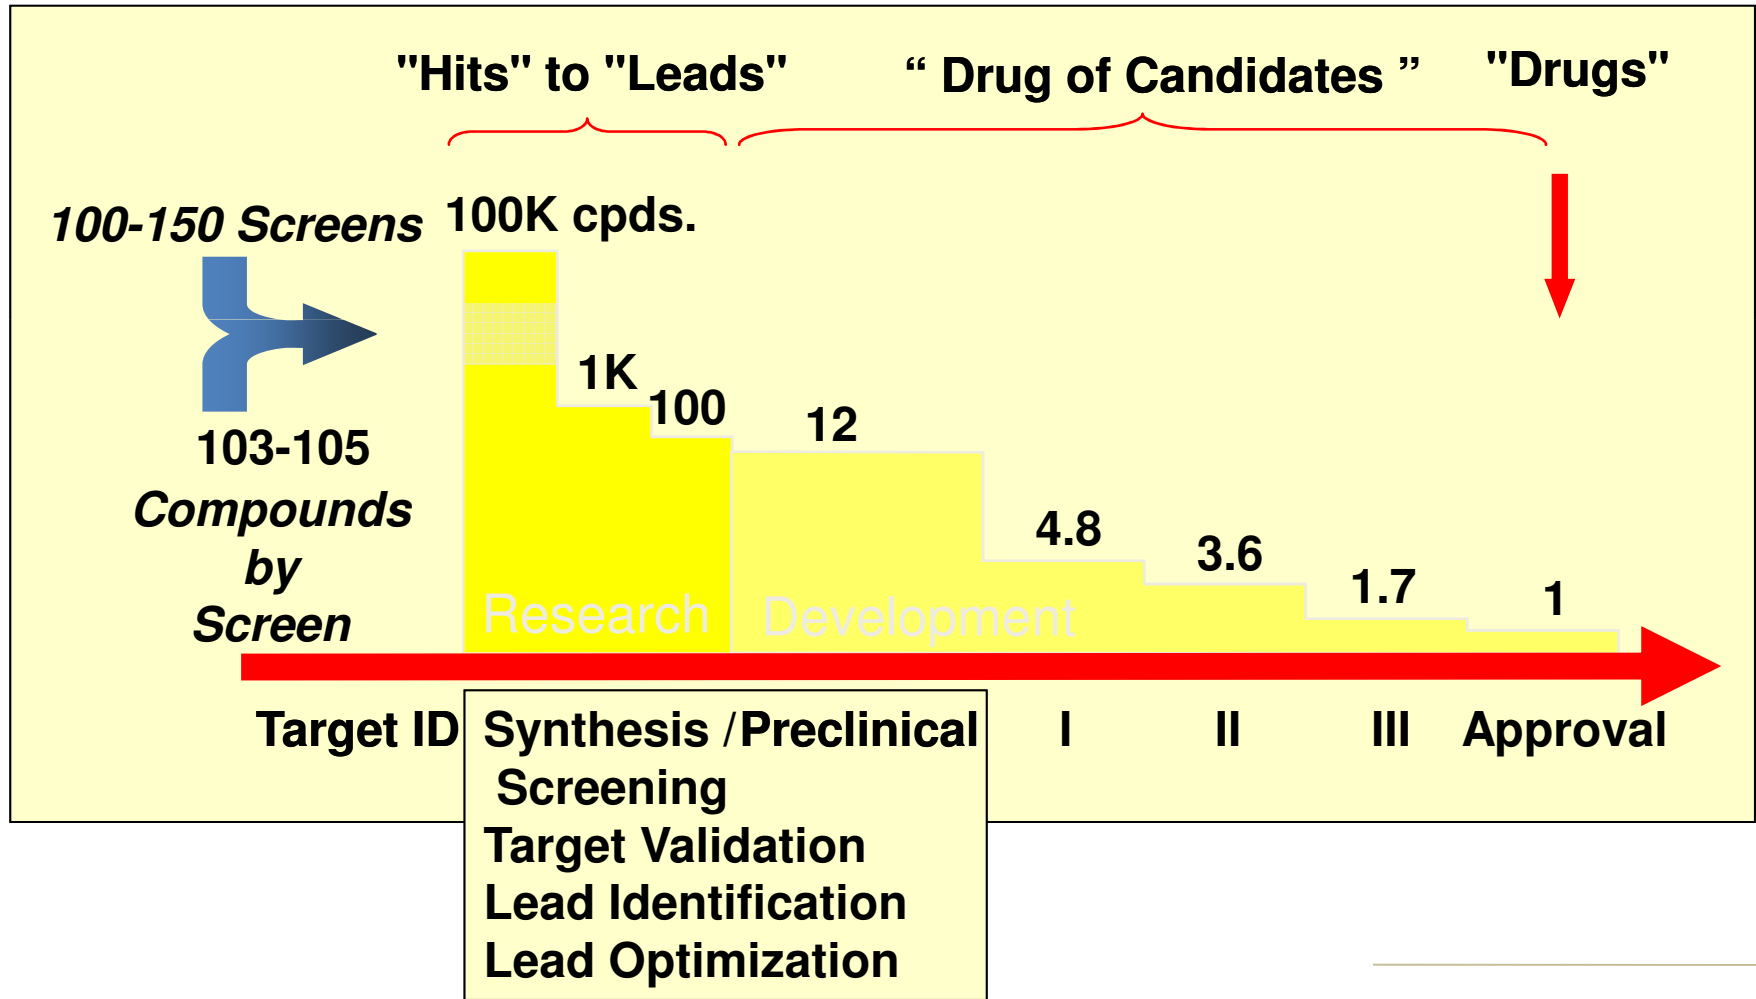 "Hits" to "Leads"
“ Drug of Candidates ”
"Drugs"
100-150 Screens
100K cpds.
1K
100
12
4.8
3.6
1.7
1
103-105
Compounds
by
Screen
Research
Development
Target ID
Synthesis /Preclinical
Screening
Target Validation
Lead Identification
Lead Optimization
I
II
III
Approval